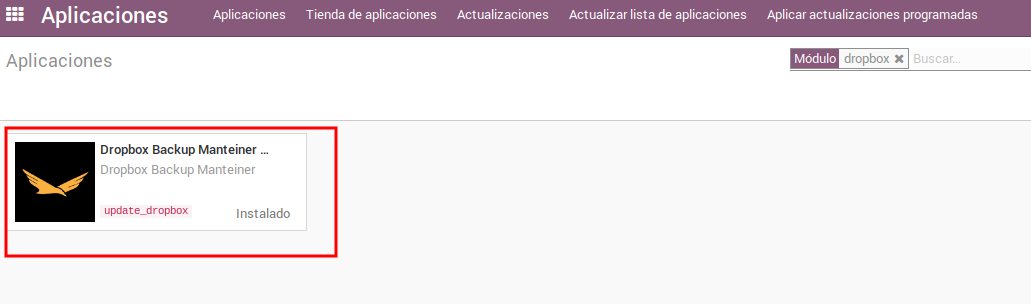 Aplicaciones Aplicaciones Tienda de aplicaciones Actualizaciones Actualizar lista de aplicaciones Aplicar actualizaciones programadas
Aplicaciones
Módulo dropbox Buscar...
Dropbox Backup Manteiner ...
Dropbox Backup Manteiner
update_dropbox Instalado